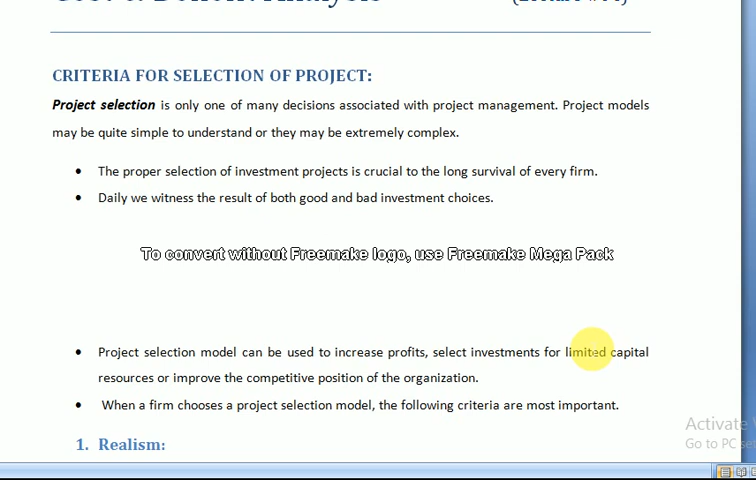 CRITERIA FOR SELECTION OF PROJECT:
Project selection is only one of many decisions associated with project management. Project models
may be quite simple to understand or they may be extremely complex.
• The proper selection of investment projects is crucial to the long survival of every firm.
• Daily we witness the result of both good and bad investment choices.
To convert without Freemake logo, use Freemake Mega Pack
• Project selection model can be used to increase profits, select investments for limited capital
resources or improve the competitive position of the organization.
• When a firm chooses a project selection model, the following criteria are most important.
Activate
1. Realism:
Go to PC